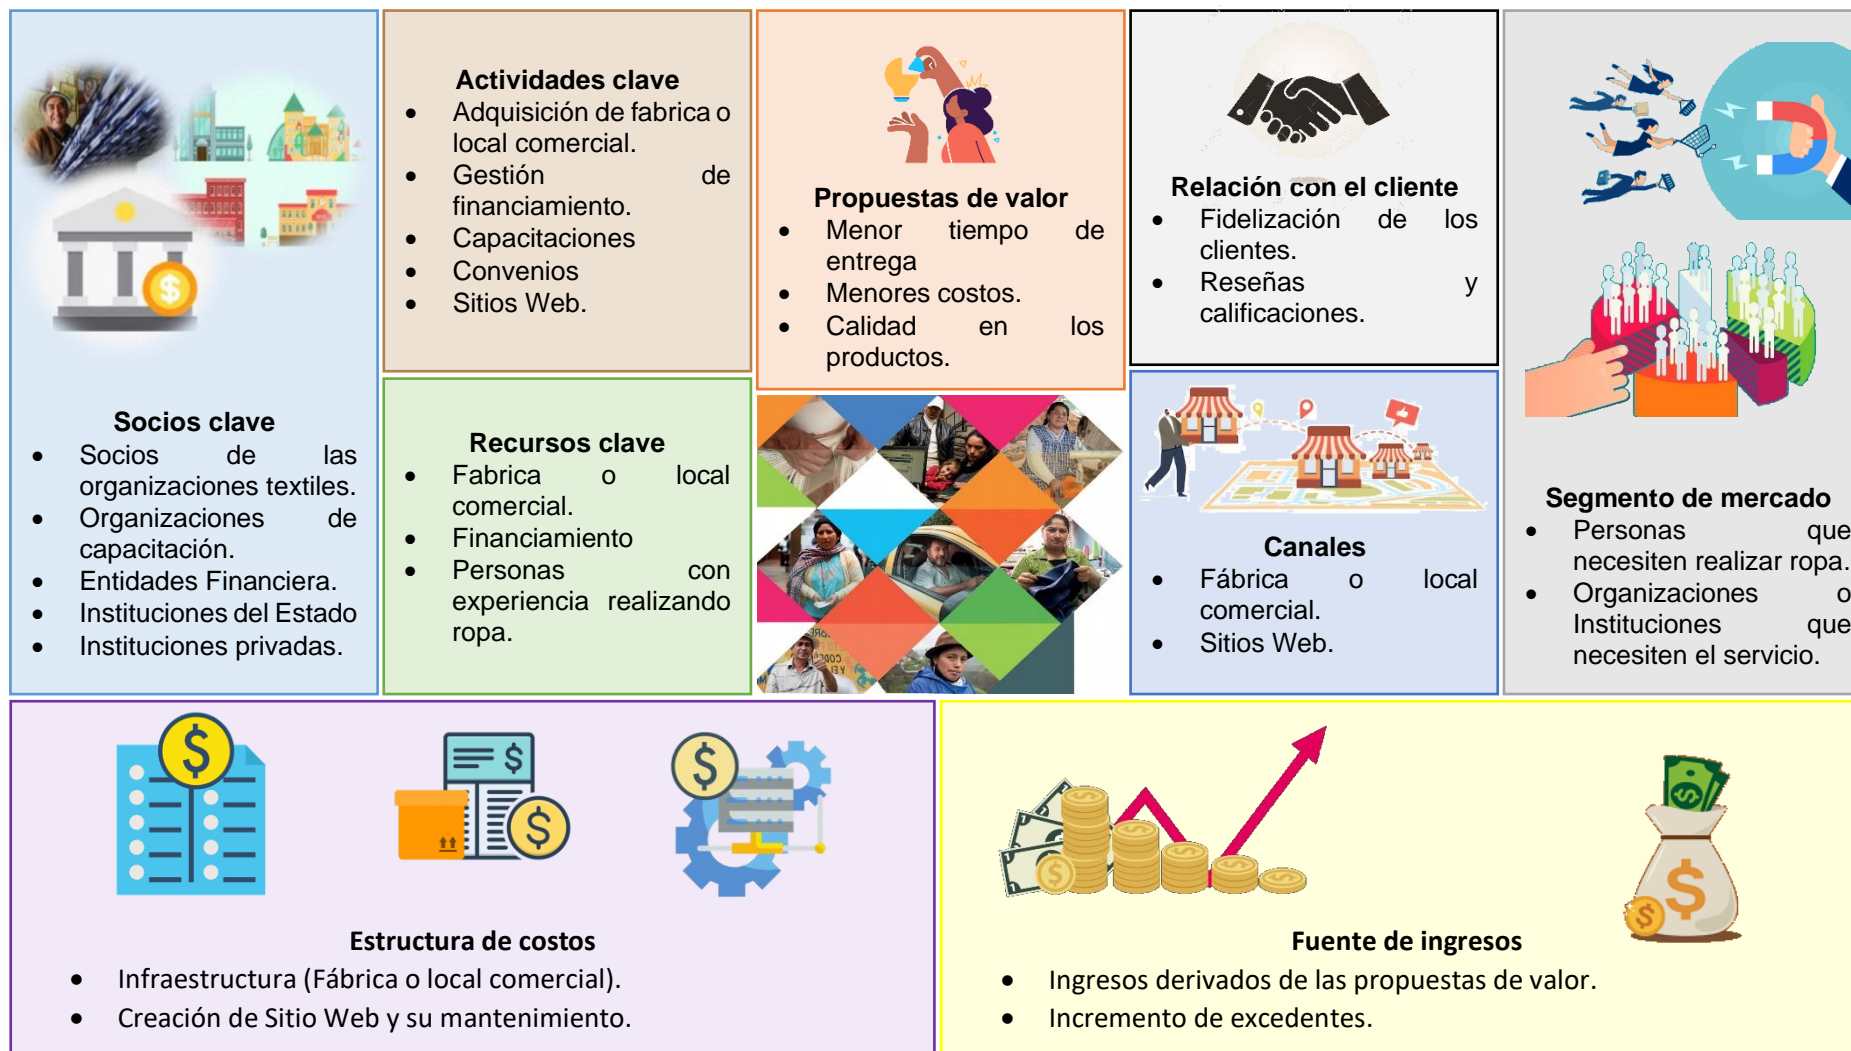 Socios clave
• Socios de las
organizaciones textiles.
• Organizaciones de
capacitación.
• Entidades Financiera.
• Instituciones del Estado
• Instituciones privadas.
Actividades clave
• Adquisición de fabrica o
local comercial.
• Gestión de
financiamiento.
• Capacitaciones
• Convenios
• Sitios Web.
Recursos clave
• Fabrica o local
comercial.
• Financiamiento
• Personas con
experiencia realizando
ropa.
Propuestas de valor
• Menor tiempo de
entrega
• Menores costos.
• Calidad en los
productos.
Relación con el cliente
• Fidelización de los
clientes.
• Reseñas y
calificaciones.
Canales
• Fábrica o local
comercial.
• Sitios Web.
Segmento de mercado
• Personas que
necesiten realizar ropa.
• Organizaciones o
Instituciones que
necesiten el servicio.
Estructura de costos
• Infraestructura (Fábrica o local comercial).
• Creación de Sitio Web y su mantenimiento.
Fuente de ingresos
• Ingresos derivados de las propuestas de valor.
• Incremento de excedentes.